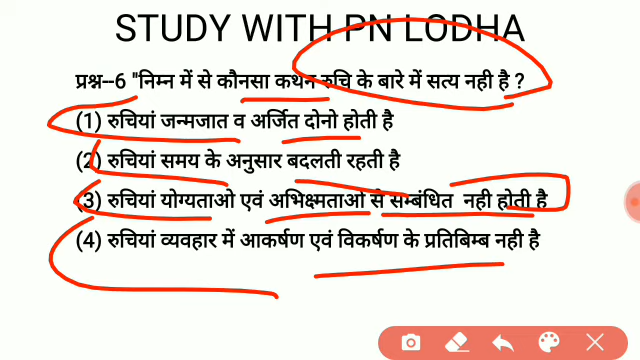 STUDY WITH PN LODHA
प्रश्न--6 "निम्न में से कौनसा कथन रुचि के बारे में सत्य नही है ?
(1) रुचियां जन्मजात व अर्जित दोनो होती है
(2) रुचियां समय के अनुसार बदलती रहती है
(3) रुचियां योग्यताओ एवं अभिक्ष्मताओ से सम्बंधित नही होती है
(4) रुचियां व्यवहार में आकर्षण एवं विकर्षण के प्रतिबिम्ब नही है